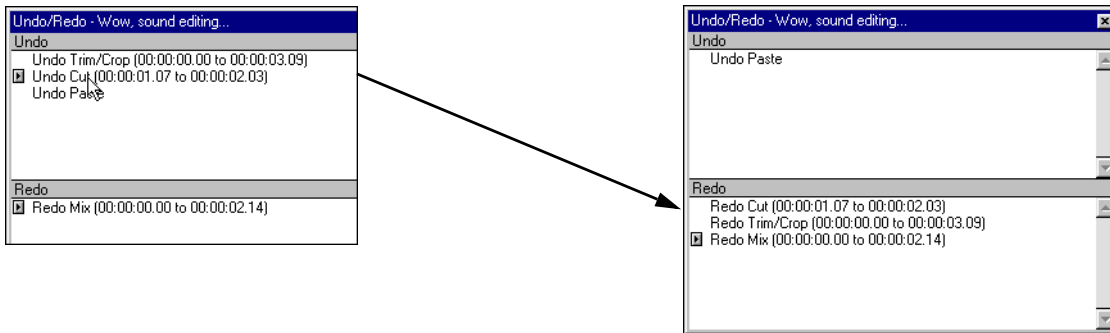 Undo/Redo - Wow, sound editing...
Undo
Undo Trim/Crop (00:00:00.00 to 00:00:03.09)
Undo Cut (00:00:01.07 to 00:00:02.03)
Undo Paste
Redo
Redo Mix (00:00:00.00 to 00:00:02.14)
Undo/Redo - Wow, sound editing...
Undo
Undo Paste
Redo
Redo Cut (00:00:01.07 to 00:00:02.03)
Redo Trim/Crop (00:00:00.00 to 00:00:03.09)
Redo Mix (00:00:00.00 to 00:00:02.14)